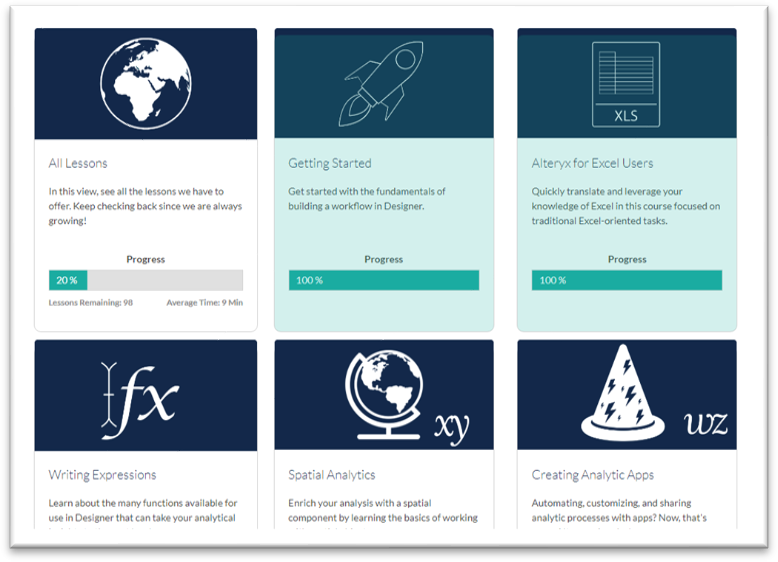 XLS
All Lessons
In this view, see all the lessons we have to
offer. Keep checking back since we are always
growing!
Progress
20 %
Lessons Remaining: 98 Average Time: 9 Min
Getting Started
Get started with the fundamentals of
building a workflow in Designer.
Progress
100 %
Alteryx for Excel Users
Quickly translate and leverage your
knowledge of Excel in this course focused on
traditional Excel-oriented tasks.
Progress
100 %
fx
Writing Expressions
Learn about the many functions available for
use in Designer that can take your analytical
xy
Spatial Analytics
Enrich your analysis with a spatial
component by learning the basics of working
wz
Creating Analytic Apps
Automating, customizing, and sharing
analytic processes with apps? Now, that's